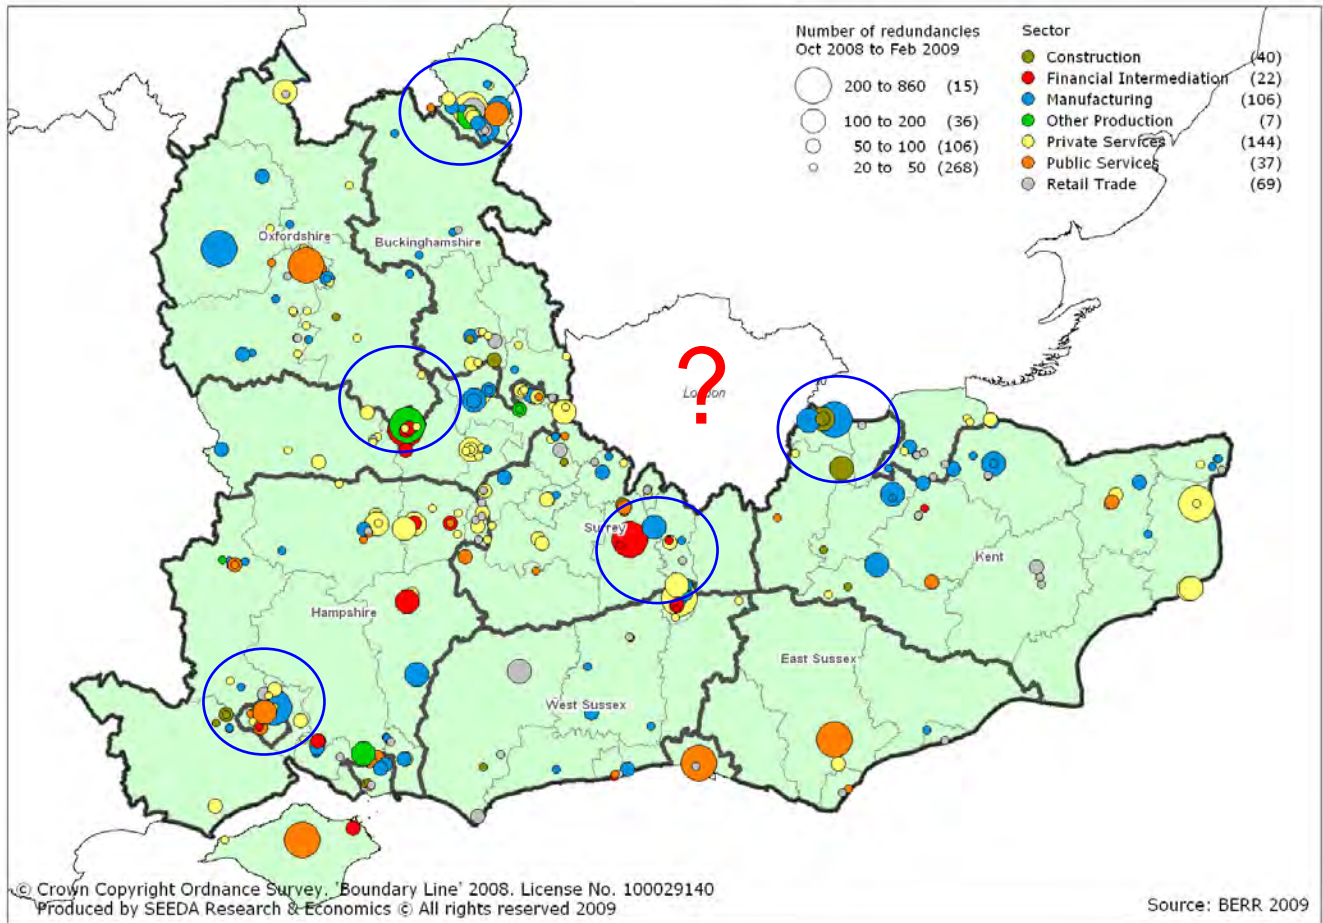 Number of redundancies
Oct 2008 to Feb 2009
200 to 860 (15)
100 to 200 (36)
50 to 100 (106)
20 to 50 (268)
Sector
Construction (40)
Financial Intermediation (22)
Manufacturing (106)
Other Production (7)
Private Services (144)
Public Services (37)
Retail Trade (69)
Oxfordshire
Buckinghamshire
?
London
Surrey
Kent
Hampshire
East Sussex
West Sussex
© Crown Copyright Ordnance Survey. 'Boundary Line' 2008. License No. 100029140
Produced by SEEDA Research & Economics © All rights reserved 2009
Source: BERR 2009